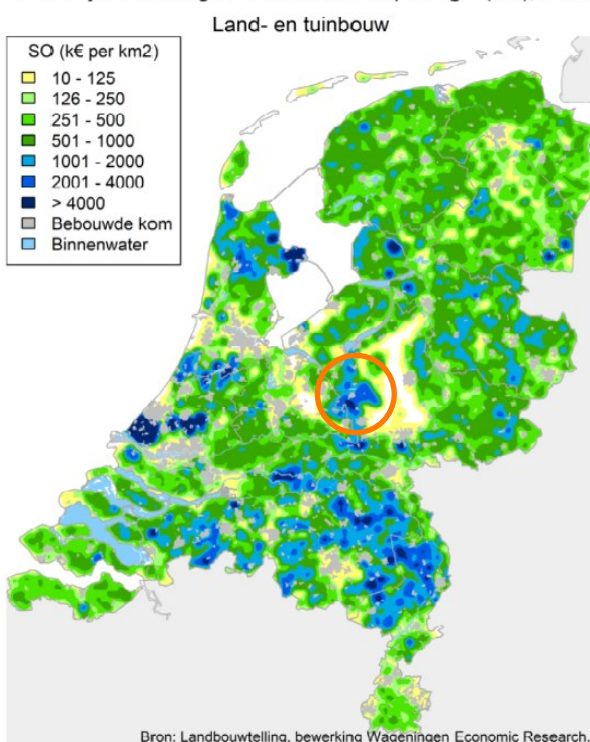 Land- en tuinbouw
SO (k€ per km2)
10 - 125
126 - 250
251 - 500
501 - 1000
1001 - 2000
2001 - 4000
> 4000
Bebouwde kom
Binnenwater
Bron: Landbouwtelling, bewerking Wageningen Economic Research.